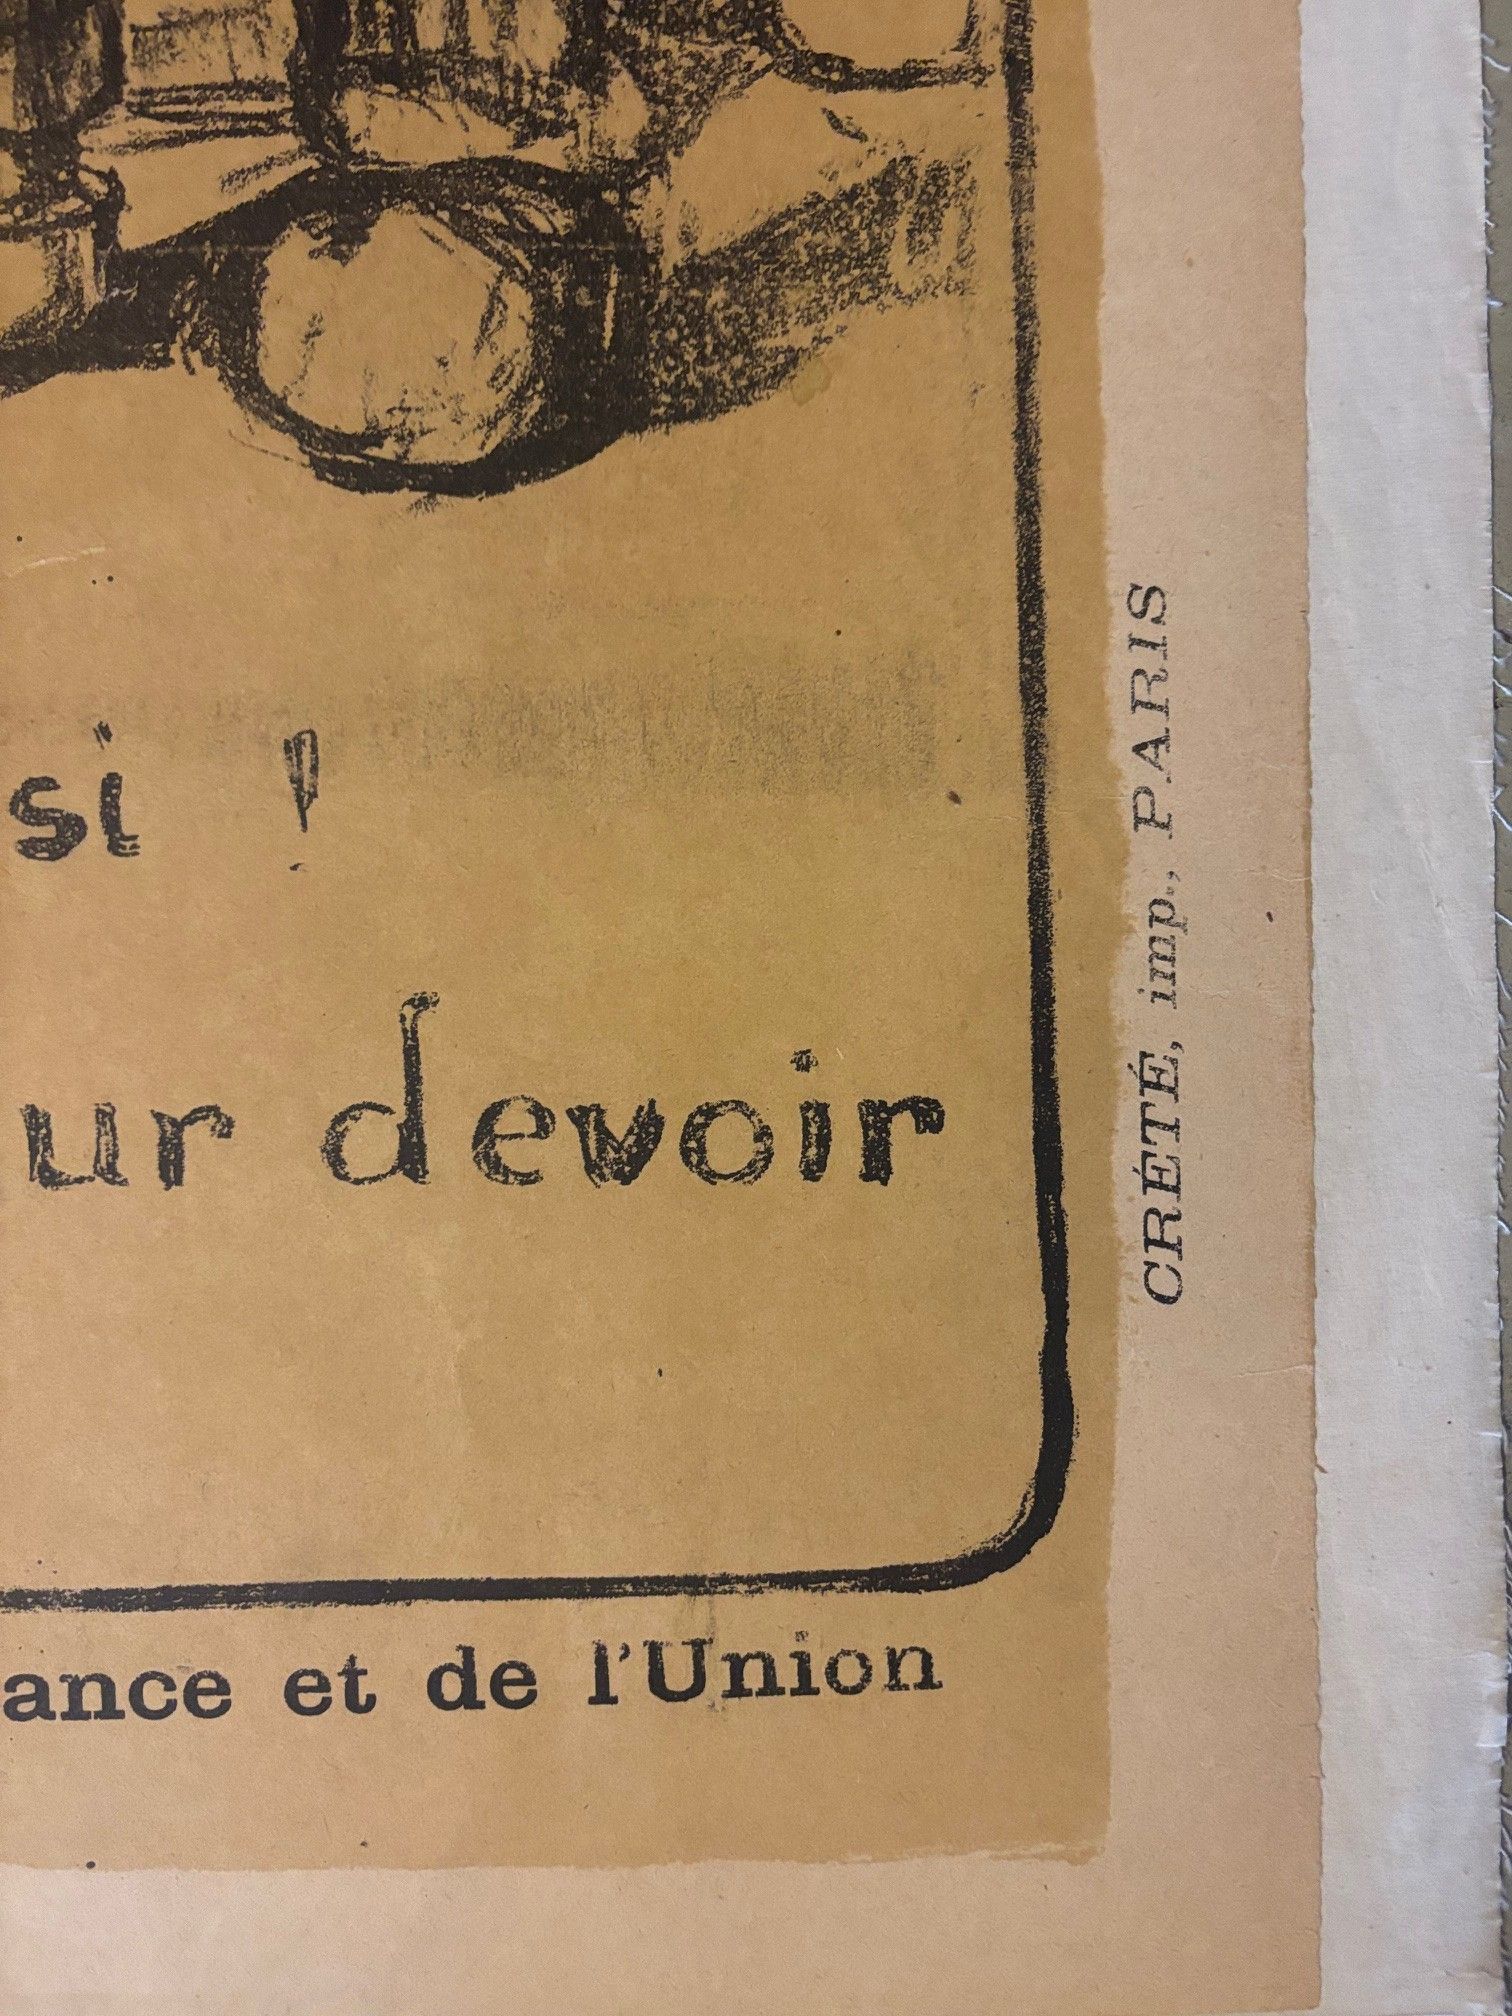 si !
ur devoir
ance et de l'Union
CRÉTÉ, imp., PARIS